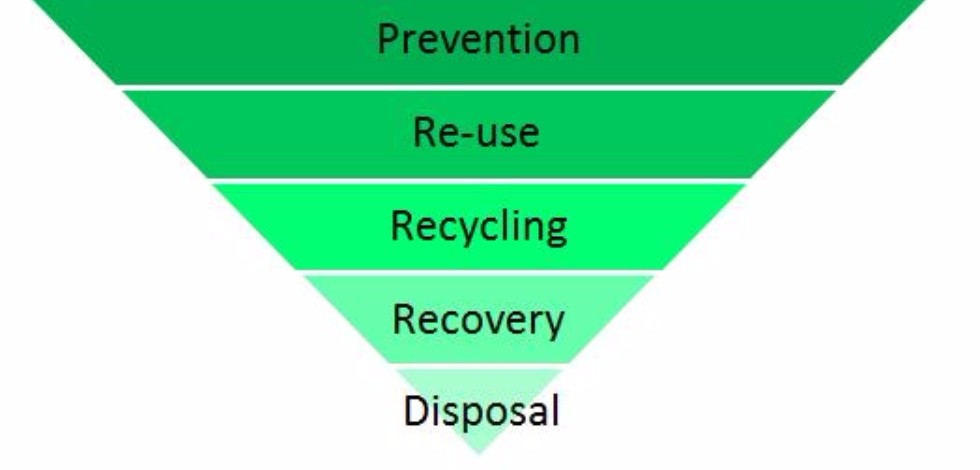 Prevention
Re-use
Recycling
Recovery
Disposal